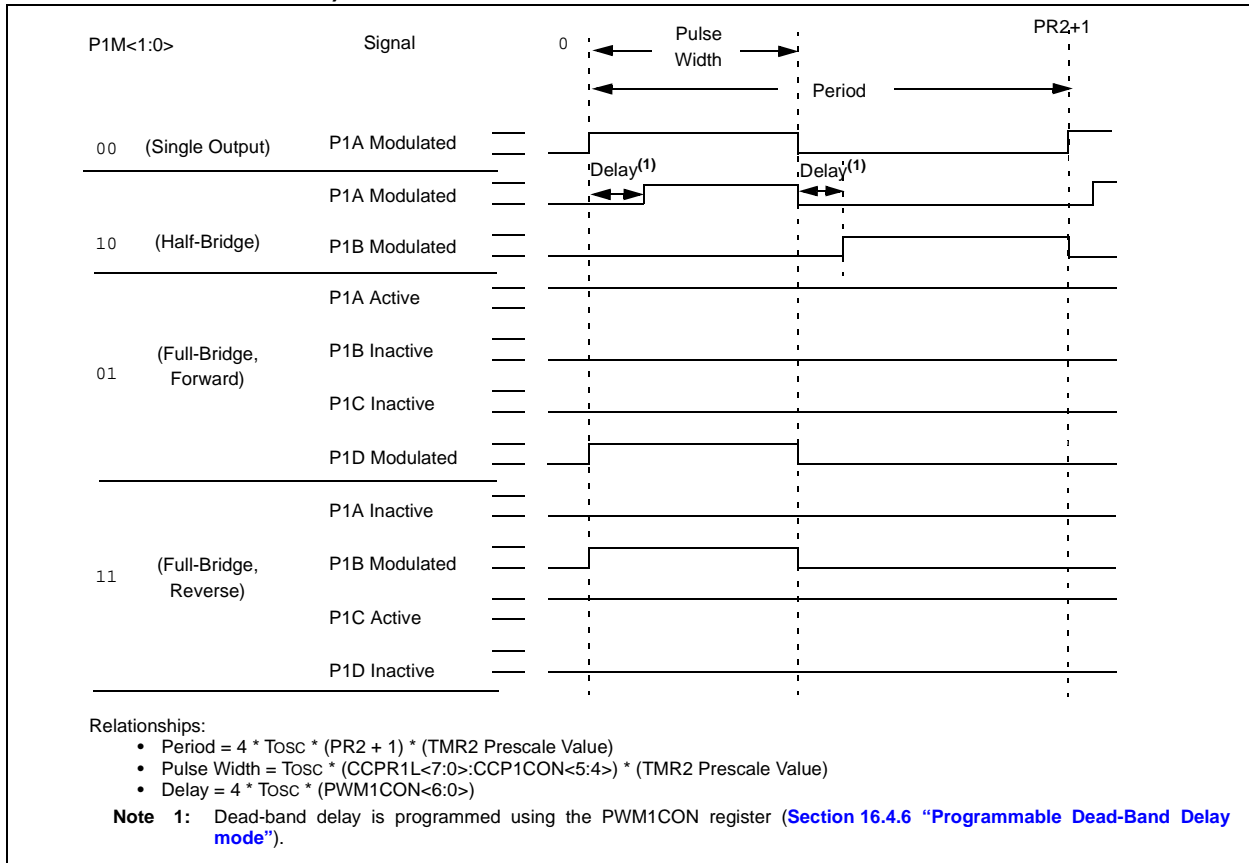 P1M<1:0> Signal 0 Pulse Width PR2+1
Period
00 (Single Output) P1A Modulated
Delay(1) Delay(1)
P1A Modulated
10 (Half-Bridge) P1B Modulated
P1A Active
P1B Inactive
01 (Full-Bridge, Forward)
P1C Inactive
P1D Modulated
P1A Inactive
P1B Modulated
11 (Full-Bridge, Reverse)
P1C Active
P1D Inactive
Relationships:
• Period = 4 * TOSC * (PR2 + 1) * (TMR2 Prescale Value)
• Pulse Width = TOSC * (CCPR1L<7:0>:CCP1CON<5:4>) * (TMR2 Prescale Value)
• Delay = 4 * TOSC * (PWM1CON<6:0>)
Note 1: Dead-band delay is programmed using the PWM1CON register (Section 16.4.6 “Programmable Dead-Band Delay
mode”).